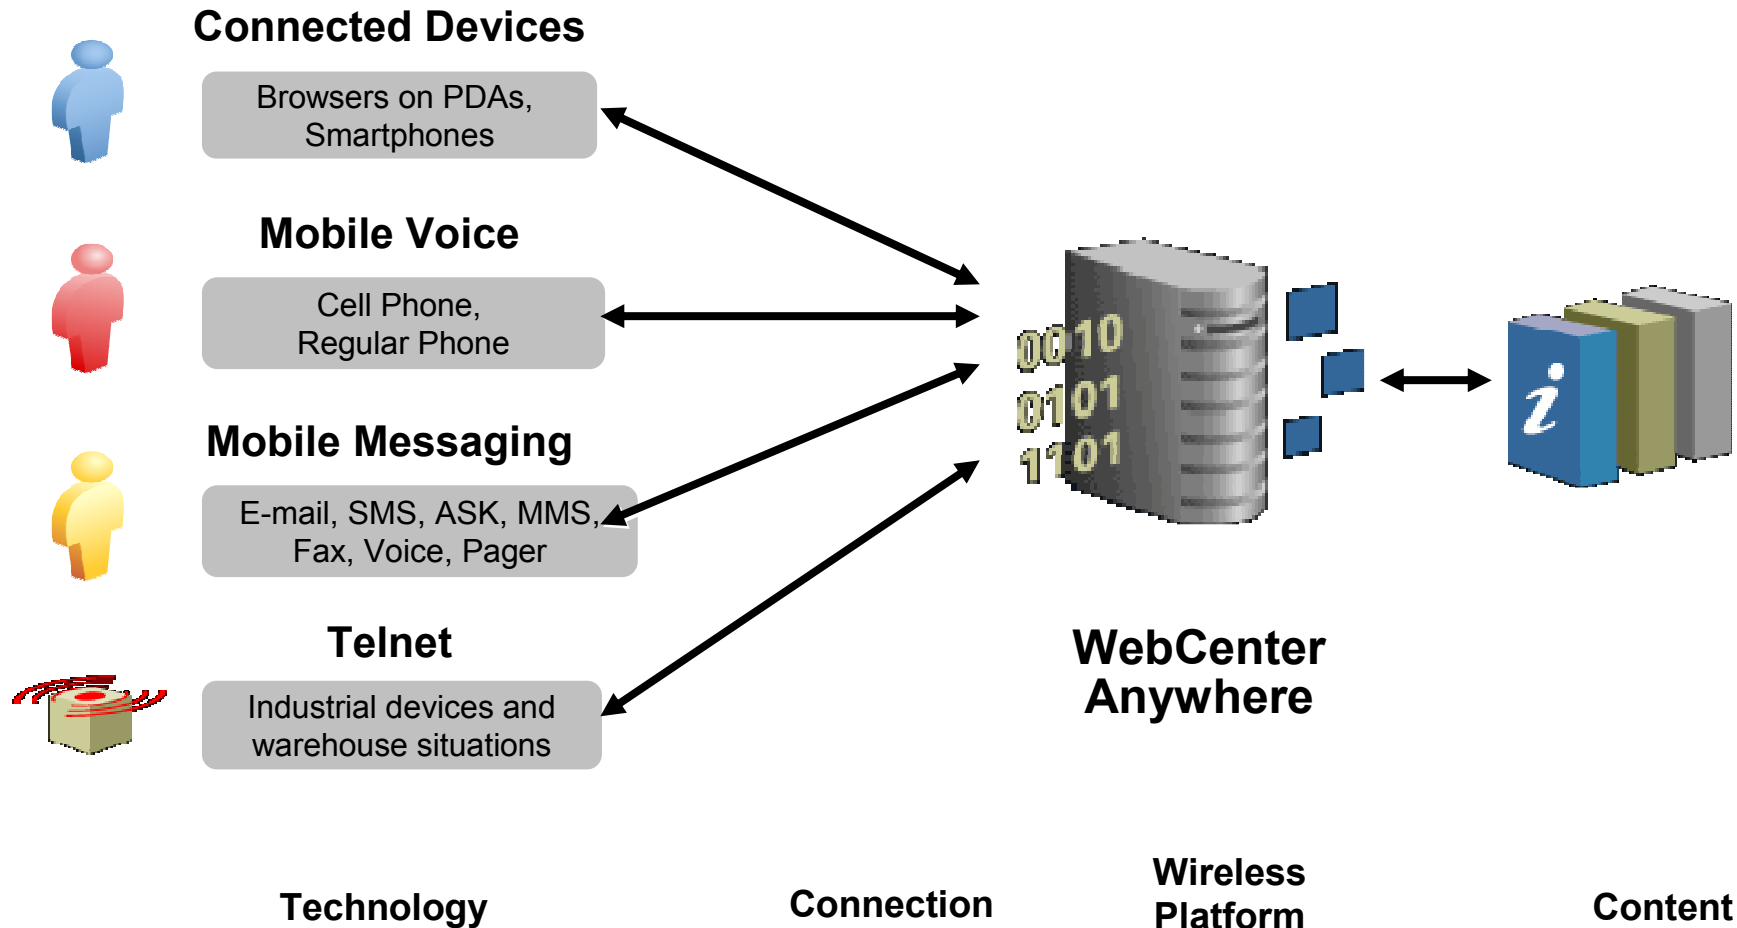 Connected Devices
Browsers on PDAs,
Smartphones
Mobile Voice
Cell Phone,
Regular Phone
Mobile Messaging
E-mail, SMS, ASK, MMS,
Fax, Voice, Pager
Telnet
Industrial devices and
warehouse situations
0010
0101
1101
i
WebCenter
Anywhere
Technology
Connection
Wireless
Platform
Content